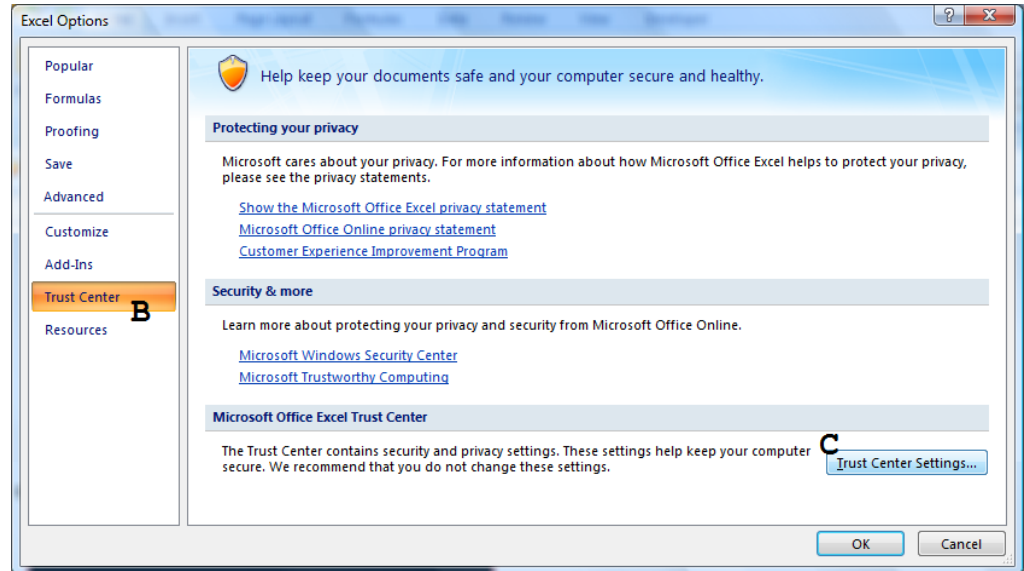 Excel Options
Popular
Formulas
Proofing
Save
Advanced
Customize
Add-Ins
Trust Center
B
Resources
Help keep your documents safe and your computer secure and healthy.
Protecting your privacy
Microsoft cares about your privacy. For more information about how Microsoft Office Excel helps to protect your privacy,
please see the privacy statements.
Show the Microsoft Office Excel privacy statement
Microsoft Office Online privacy statement
Customer Experience Improvement Program
Security & more
Learn more about protecting your privacy and security from Microsoft Office Online.
Microsoft Windows Security Center
Microsoft Trustworthy Computing
Microsoft Office Excel Trust Center
The Trust Center contains security and privacy settings. These settings help keep your computer
secure. We recommend that you do not change these settings.
C
Trust Center Settings...
OK
Cancel